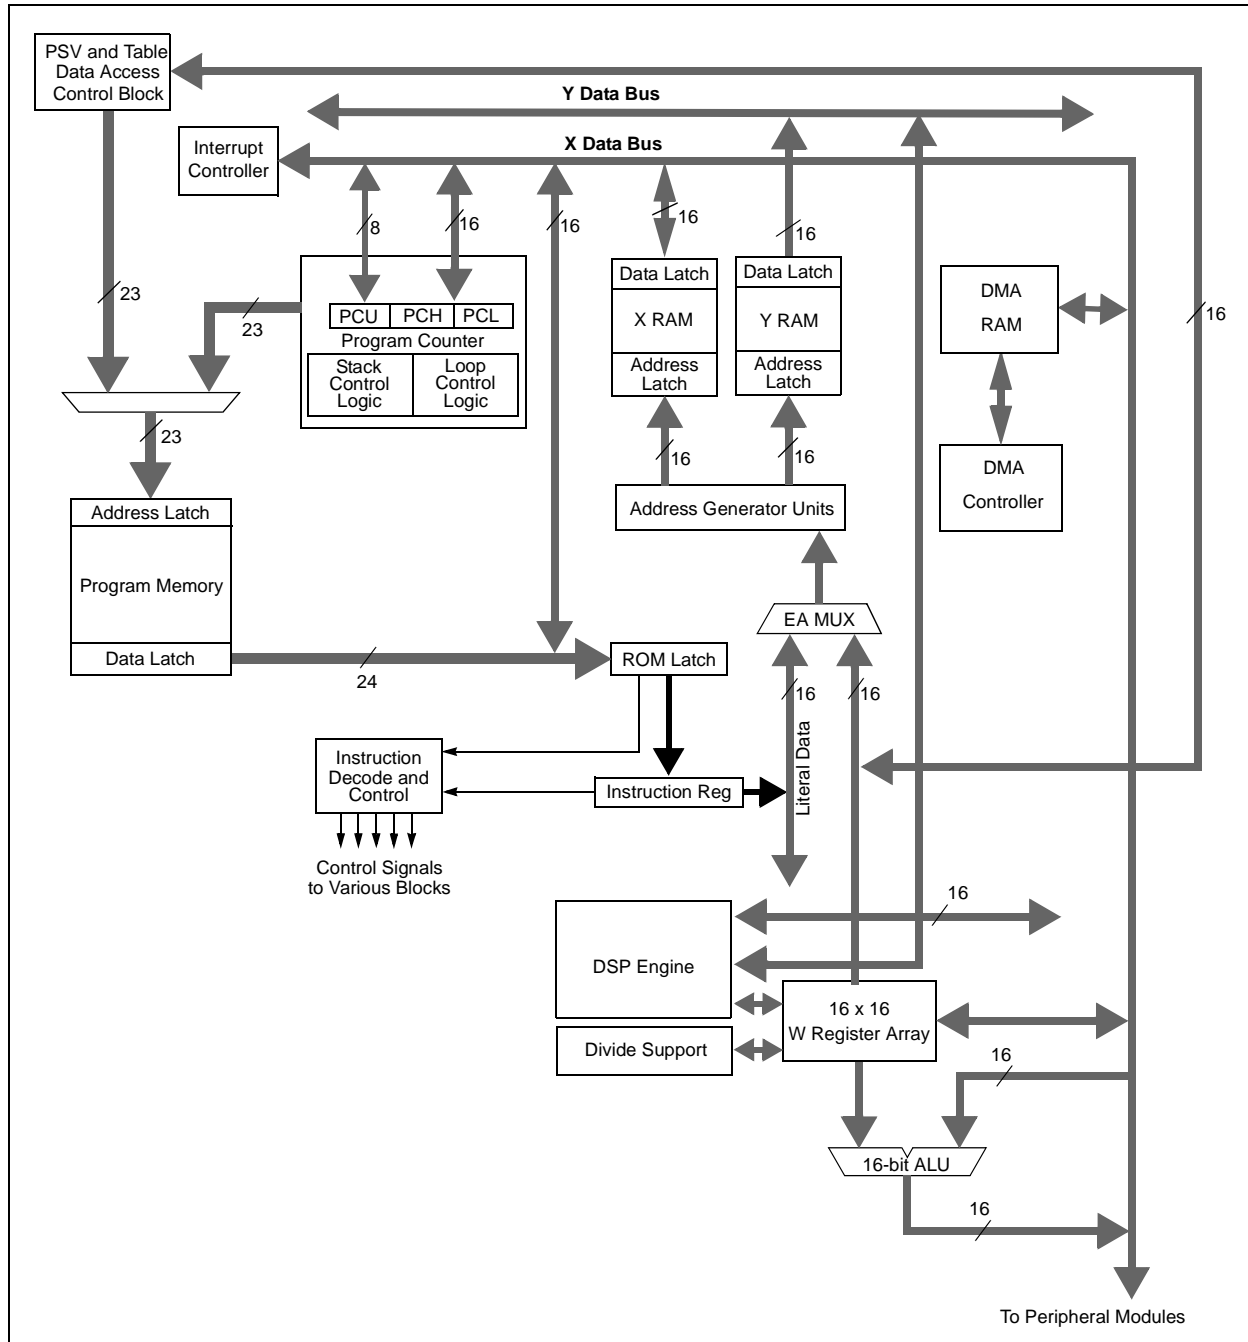 PSV and Table
Data Access
Control Block
Y Data Bus
X Data Bus
Interrupt
Controller
8
16
16
16
16
16
23
23
PCU
PCH
PCL
Program Counter
Stack
Control
Logic
Loop
Control
Logic
Data Latch
X RAM
Address
Latch
Data Latch
Y RAM
Address
Latch
DMA
RAM
23
16
16
Address Latch
Program Memory
Data Latch
Address Generator Units
DMA
Controller
EA MUX
24
ROM Latch
16
16
Literal Data
Instruction
Decode and
Control
Instruction Reg
Control Signals
to Various Blocks
16
DSP Engine
16 x 16
W Register Array
Divide Support
16
16-bit ALU
16
To Peripheral Modules